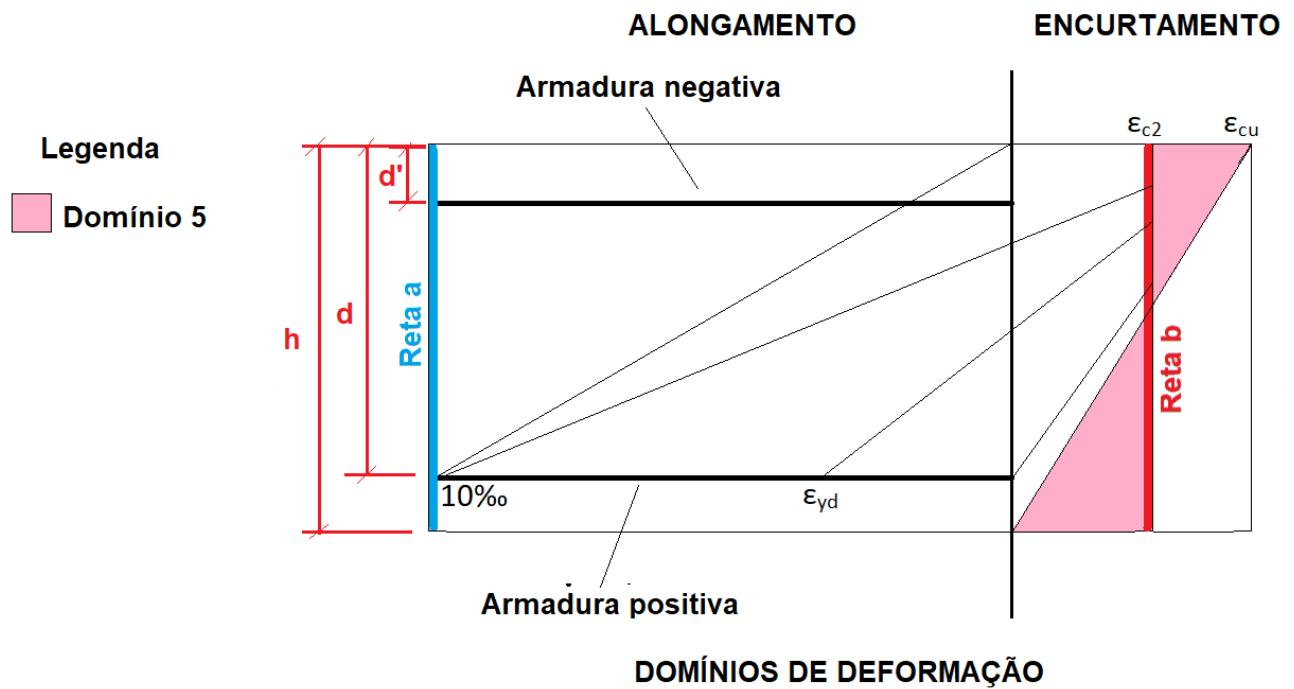 ALONGAMENTO
ENCURTAMENTO
Armadura negativa
εc2
εcu
Legenda
Domínio 5
d'
d
h
Reta a
Reta b
10‰
εyd
Armadura positiva
DOMÍNIOS DE DEFORMAÇÃO